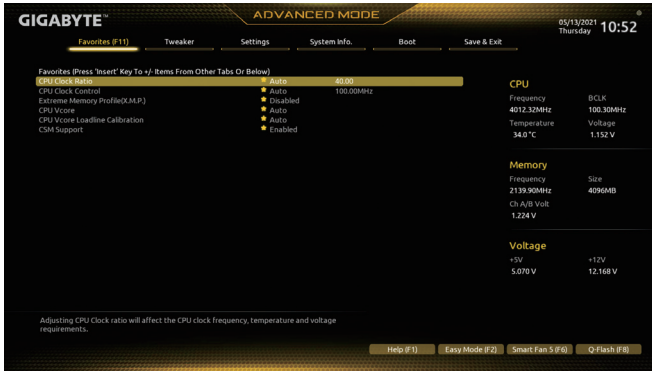 GIGABYTE™
ADVANCED MODE
05/13/2021
Thursday
10:52
Favorites (F11) Tweaker Settings System Info. Boot Save & Exit
Favorites (Press 'Insert' Key To +/- Items From Other Tabs Or Below)
CPU Clock Ratio Auto 40.00
CPU Clock Control Auto 100.00MHz
Extreme Memory Profile(X.M.P.) Disabled
CPU Vcore Auto
CPU Vcore Loadline Calibration Auto
CSM Support Enabled
CPU
Frequency BCLK
4012.32MHz 100.30MHz
Temperature Voltage
34.0 °C 1.152 V
Memory
Frequency Size
2139.90MHz 4096MB
Ch A/B Volt
1.224 V
Voltage
+5V +12V
5.070 V 12.168 V
Adjusting CPU Clock ratio will affect the CPU clock frequency, temperature and voltage
requirements.
Help (F1) Easy Mode (F2) Smart Fan 5 (F6) Q-Flash (F8)